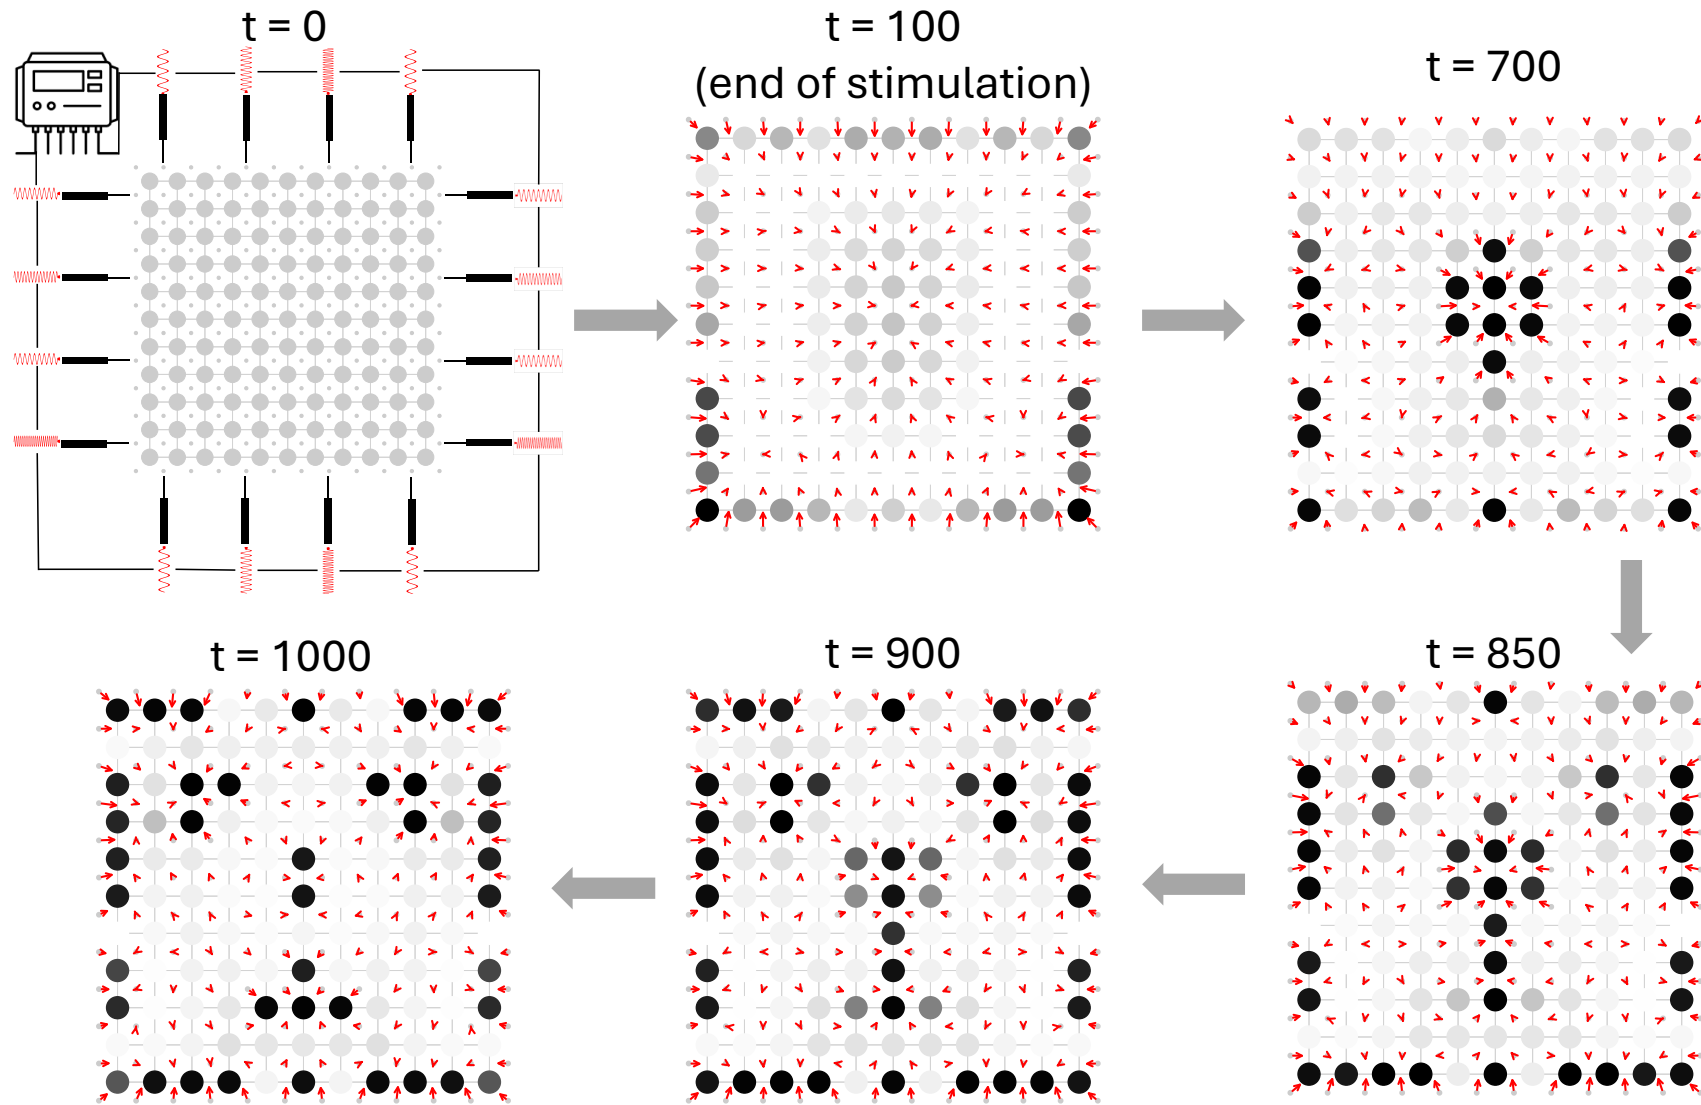 t = 0
t = 100
(end of stimulation)
t = 700
t = 850
t = 900
t = 1000